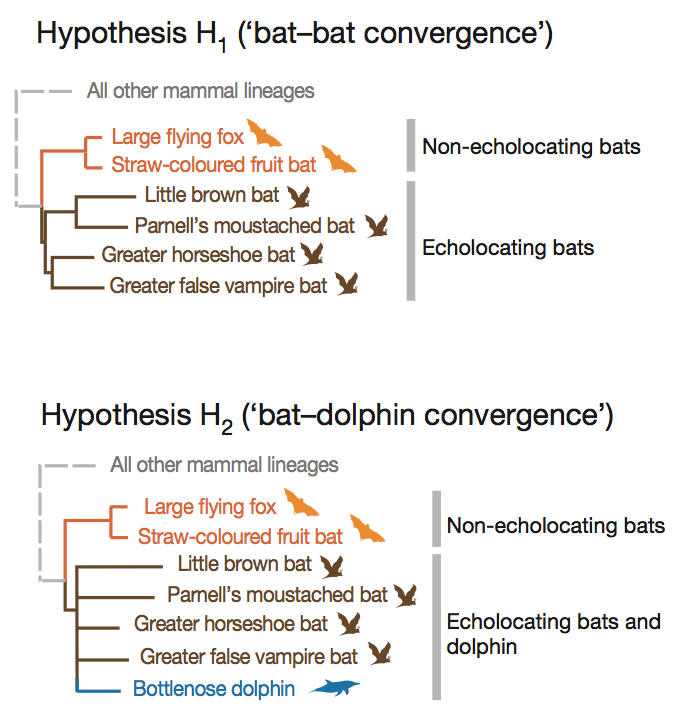 Hypothesis H1 (‘bat–bat convergence’)
All other mammal lineages
Large flying fox
Straw-coloured fruit bat
Non-echolocating bats
Little brown bat
Parnell’s moustached bat
Greater horseshoe bat
Greater false vampire bat
Echolocating bats
Hypothesis H2 (‘bat–dolphin convergence’)
All other mammal lineages
Large flying fox
Straw-coloured fruit bat
Non-echolocating bats
Little brown bat
Parnell’s moustached bat
Greater horseshoe bat
Greater false vampire bat
Bottlenose dolphin
Echolocating bats and
dolphin